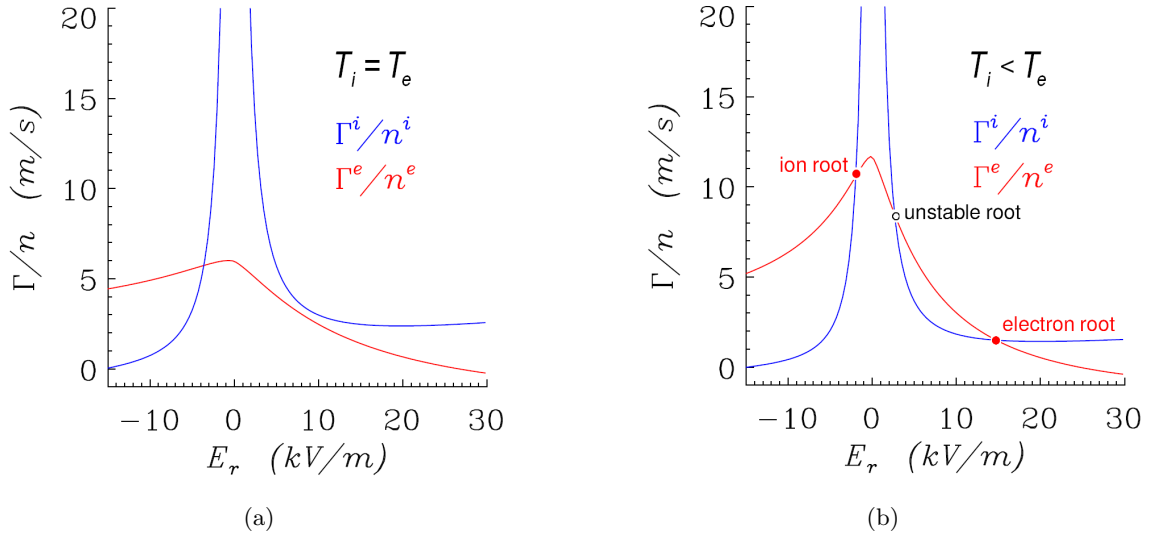 20
15
10
5
0
Γ/n (m/s)
T_i = T_e
Γ^i/n^i
Γ^e/n^e
−10 0 10 20 30
E_r (kV/m)
(a)
20
15
10
5
0
Γ/n (m/s)
T_i < T_e
Γ^i/n^i
Γ^e/n^e
ion root
unstable root
electron root
−10 0 10 20 30
E_r (kV/m)
(b)